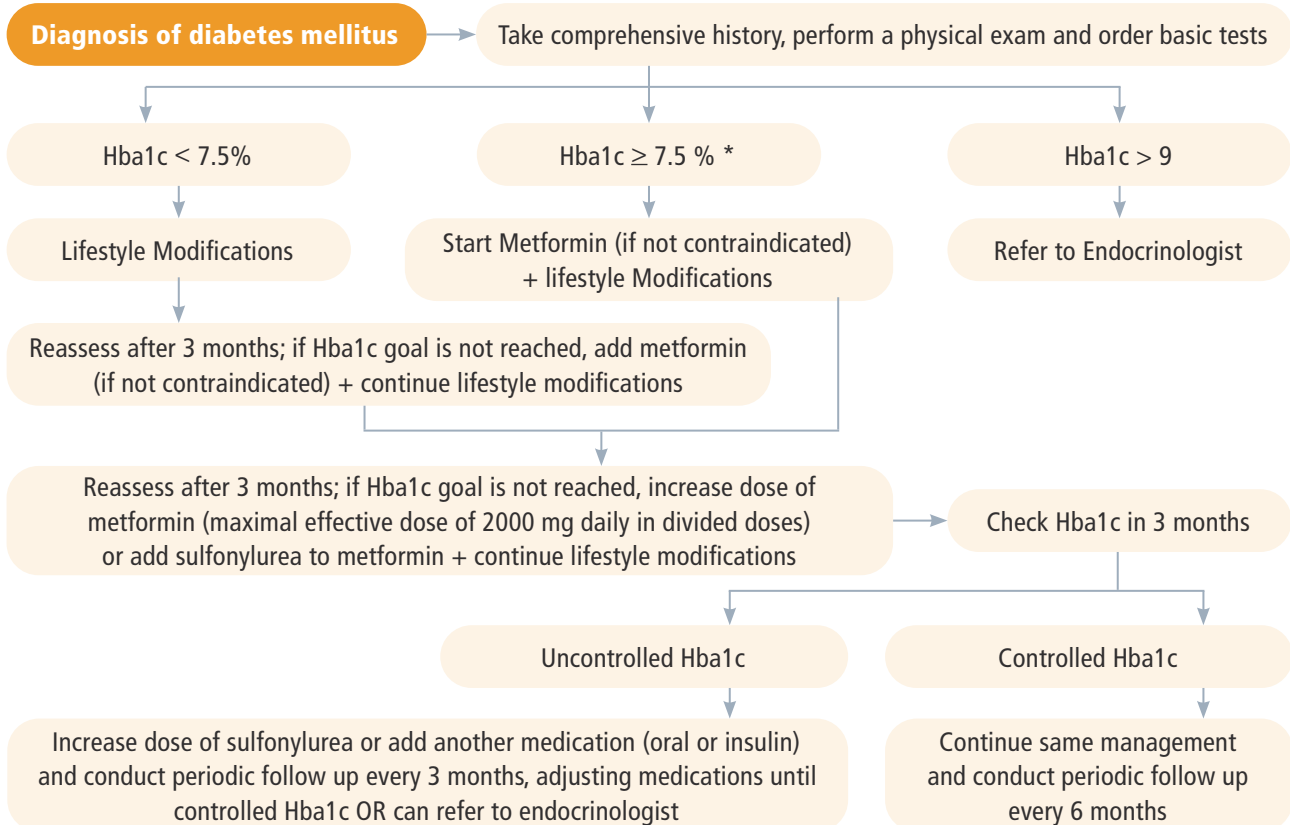 Diagnosis of diabetes mellitus
Take comprehensive history, perform a physical exam and order basic tests
Hba1c < 7.5%
Hba1c ≥ 7.5 % *
Hba1c > 9
Lifestyle Modifications
Start Metformin (if not contraindicated)
+ lifestyle Modifications
Refer to Endocrinologist
Reassess after 3 months; if Hba1c goal is not reached, add metformin
(if not contraindicated) + continue lifestyle modifications
Reassess after 3 months; if Hba1c goal is not reached, increase dose of
metformin (maximal effective dose of 2000 mg daily in divided doses)
or add sulfonylurea to metformin + continue lifestyle modifications
Check Hba1c in 3 months
Uncontrolled Hba1c
Controlled Hba1c
Increase dose of sulfonylurea or add another medication (oral or insulin)
and conduct periodic follow up every 3 months, adjusting medications until
controlled Hba1c OR can refer to endocrinologist
Continue same management
and conduct periodic follow up
every 6 months